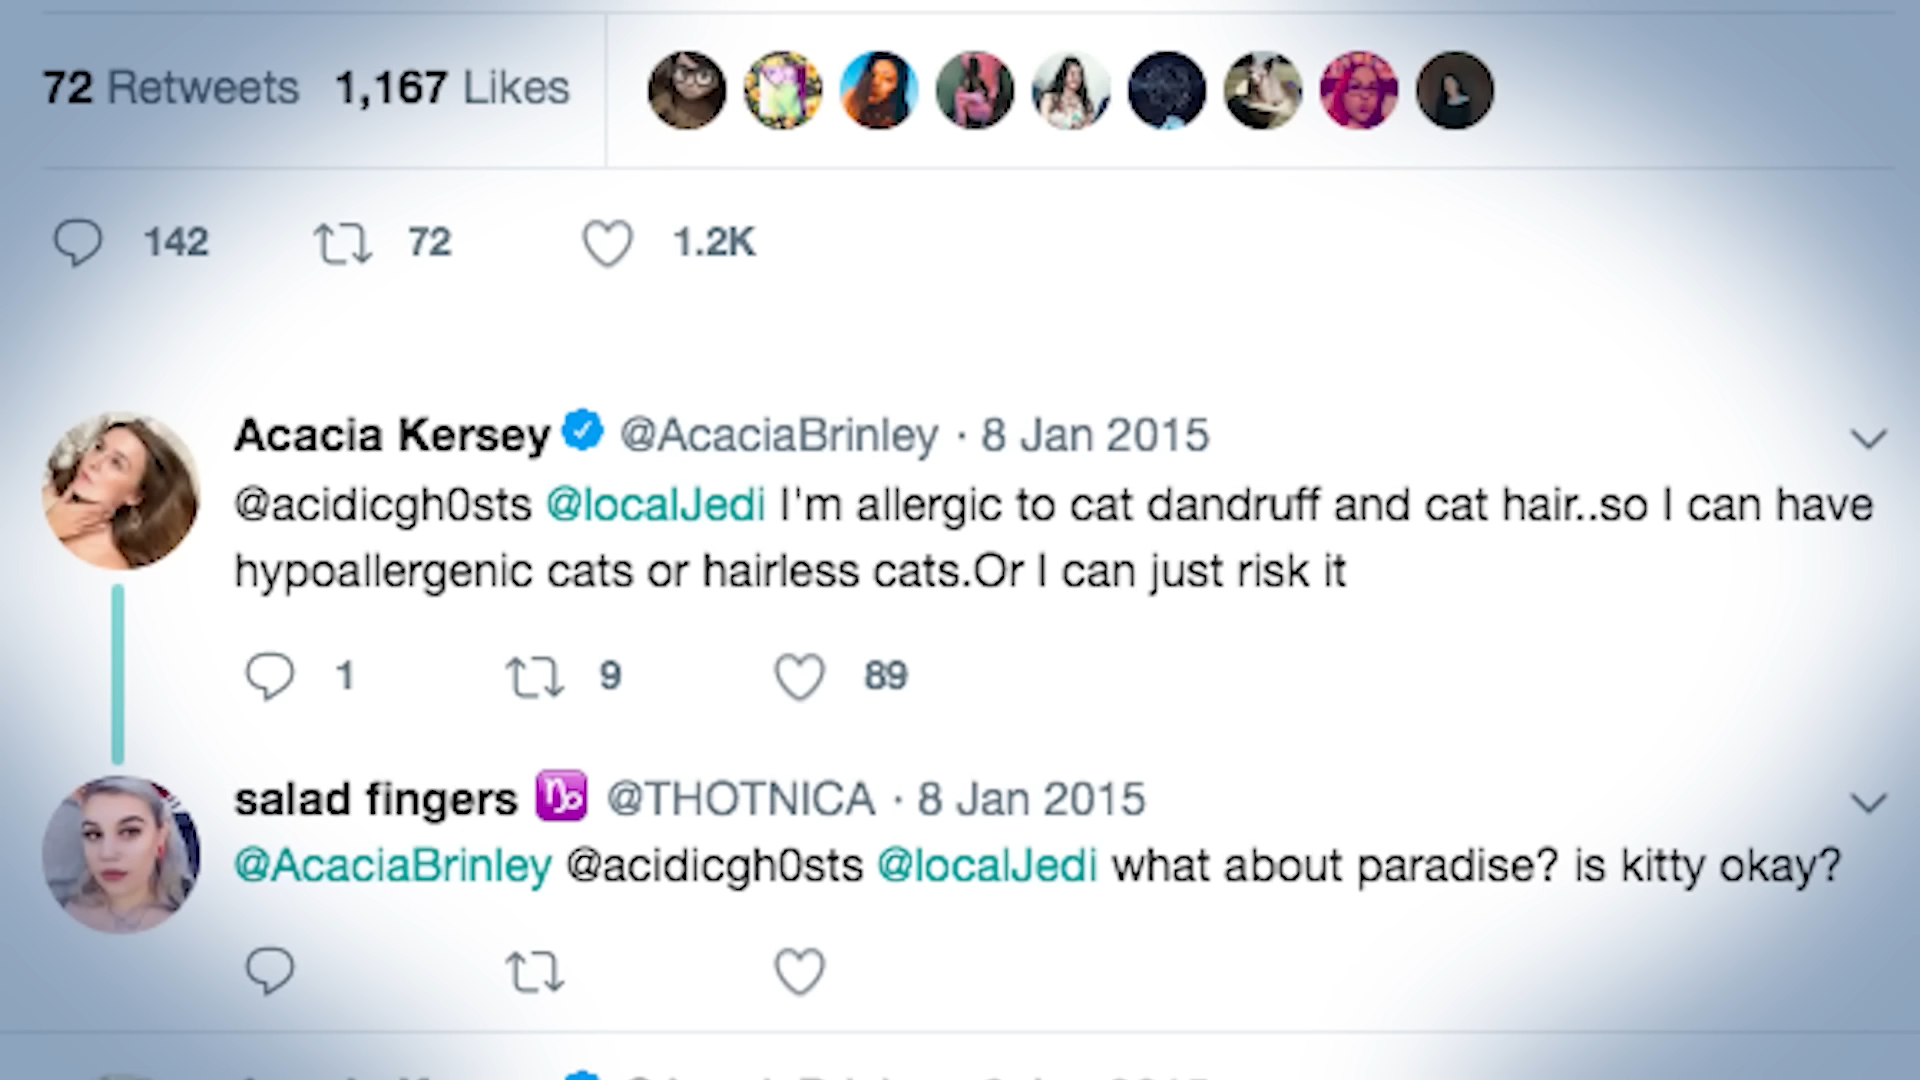 72 Retweets 1,167 Likes
142 72 1.2K
Acacia Kersey @AcaciaBrinley · 8 Jan 2015
@acidicgh0sts @localJedi I'm allergic to cat dandruff and cat hair..so I can have
hypoallergenic cats or hairless cats.Or I can just risk it
1 9 89
salad fingers ♑ @THOTNICA · 8 Jan 2015
@AcaciaBrinley @acidicgh0sts @localJedi what about paradise? is kitty okay?